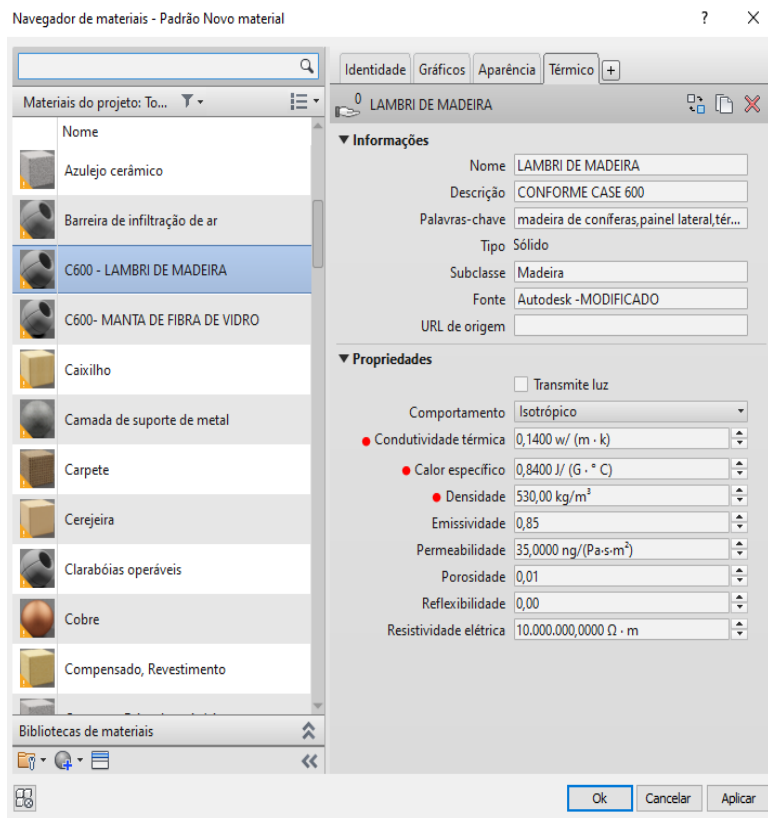 Navegador de materiais - Padrão Novo material
?
Identidade Gráficos Aparência Térmico +
Materiais do projeto: To...
0 LAMBRI DE MADEIRA
Nome
Azulejo cerâmico
Barreira de infiltração de ar
C600 - LAMBRI DE MADEIRA
C600- MANTA DE FIBRA DE VIDRO
Caixilho
Camada de suporte de metal
Carpete
Cerejeira
Clarabóias operáveis
Cobre
Compensado, Revestimento
Bibliotecas de materiais
Informações
Nome LAMBRI DE MADEIRA
Descrição CONFORME CASE 600
Palavras-chave madeira de coníferas,painel lateral,tér...
Tipo Sólido
Subclasse Madeira
Fonte Autodesk -MODIFICADO
URL de origem
Propriedades
Transmite luz
Comportamento Isotrópico
Condutividade térmica 0,1400 w/ (m · k)
Calor específico 0,8400 J/ (G · ° C)
Densidade 530,00 kg/m³
Emissividade 0,85
Permeabilidade 35,0000 ng/(Pa·s·m²)
Porosidade 0,01
Reflexibilidade 0,00
Resistividade elétrica 10.000.000,0000 Ω · m
Ok Cancelar Aplicar